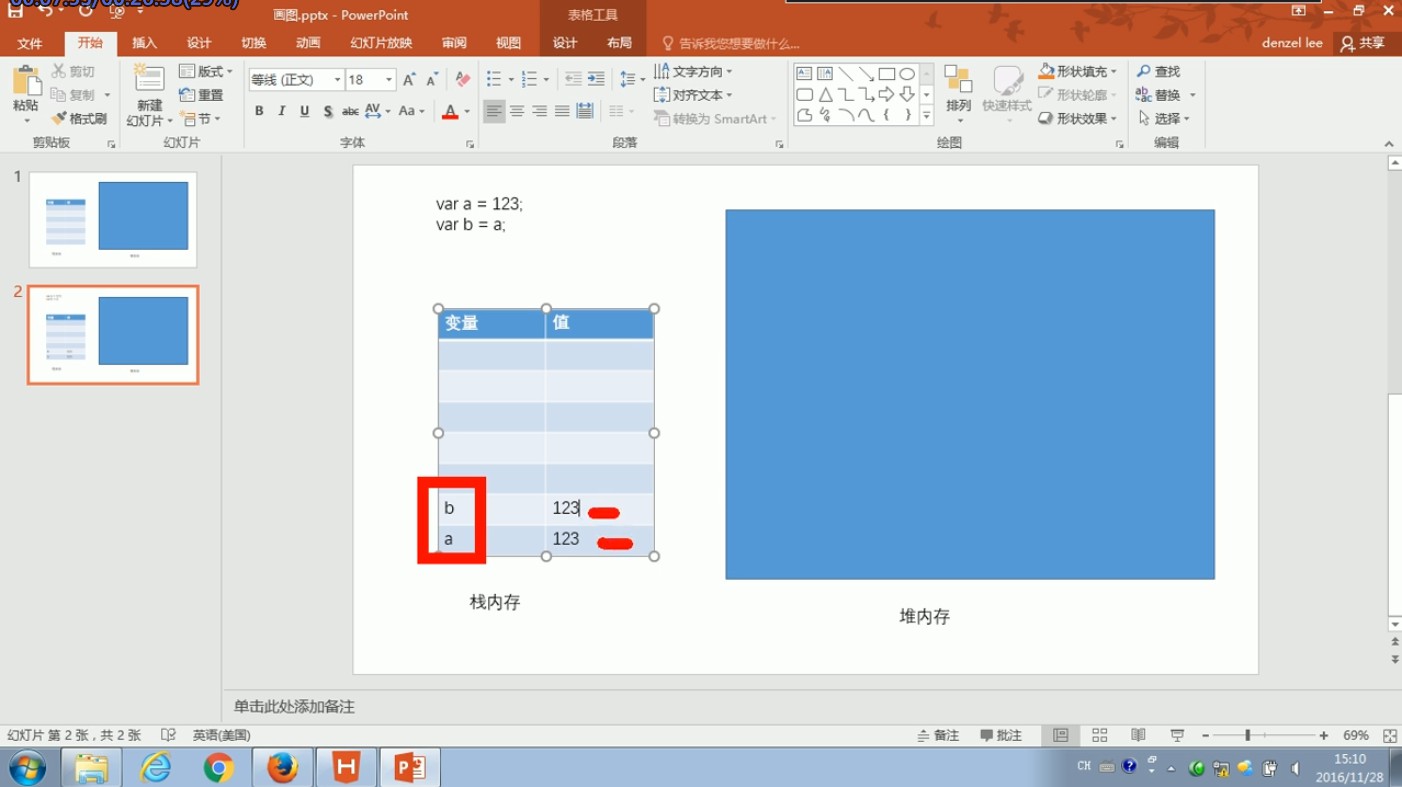 00:07:55/00:26:58(29%)
画图.pptx - PowerPoint
表格工具
文件 开始 插入 设计 切换 动画 幻灯片放映 审阅 视图 设计 布局 告诉我您想要做什么... denzel lee 共享
粘贴
剪切
复制
格式刷
剪贴板
新建
幻灯片
版式
重置
节
幻灯片
等线 (正文) 18
B I U S abc AV Aa A
字体
文字方向
对齐文本
转换为 SmartArt
段落
排列
快速样式
形状填充
形状轮廓
形状效果
绘图
查找
替换
选择
编辑
1
2
var a = 123;
var b = a;
变量 值
b 123
a 123
栈内存
堆内存
单击此处添加备注
幻灯片 第 2 张，共 2 张 英语(美国) 备注 批注 69%
CH 15:10
2016/11/28